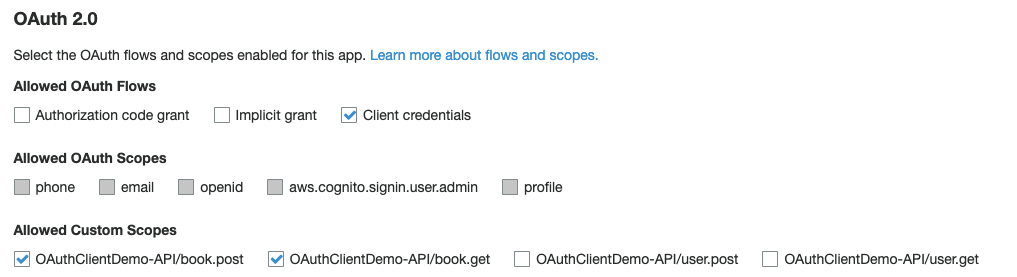 OAuth 2.0
Select the OAuth flows and scopes enabled for this app. Learn more about flows and scopes.
Allowed OAuth Flows
Authorization code grant Implicit grant Client credentials
Allowed OAuth Scopes
phone email openid aws.cognito.signin.user.admin profile
Allowed Custom Scopes
OAuthClientDemo-API/book.post OAuthClientDemo-API/book.get OAuthClientDemo-API/user.post OAuthClientDemo-API/user.get